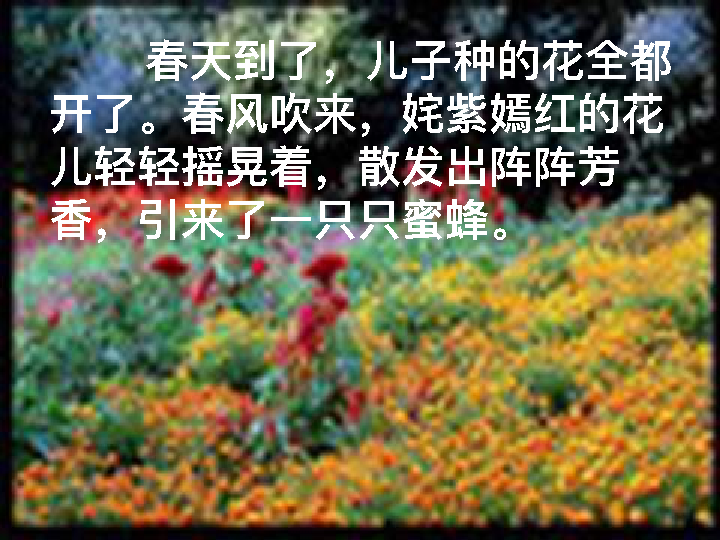 春天到了，儿子种的花全都
开了。春风吹来，姹紫嫣红的花
儿轻轻摇晃着，散发出阵阵芳
香，引来了一只只蜜蜂。